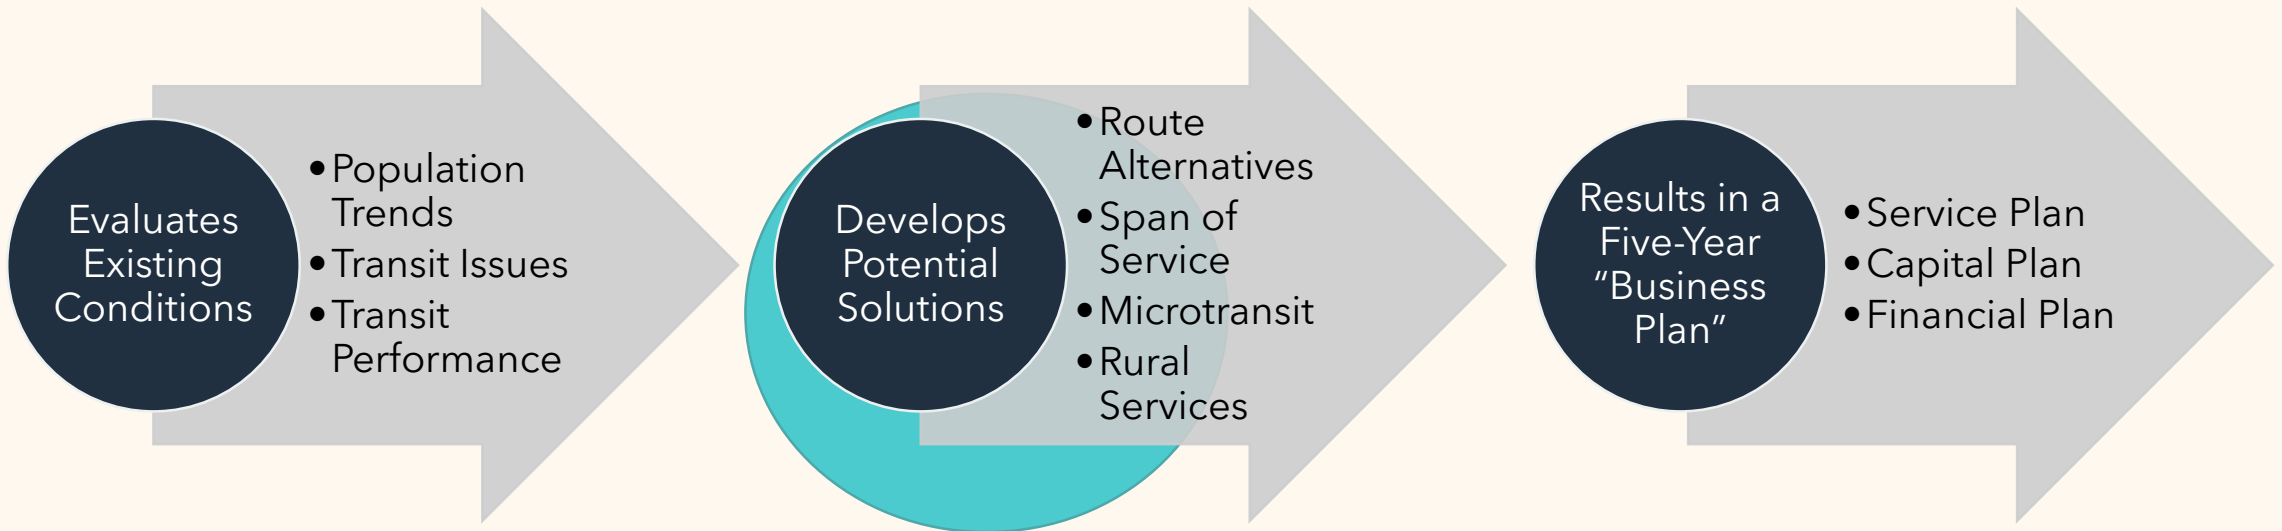 Evaluates
Existing
Conditions
•Population
Trends
•Transit Issues
•Transit
Performance
Develops
Potential
Solutions
•Route
Alternatives
•Span of
Service
•Microtransit
•Rural
Services
Results in a
Five-Year
“Business
Plan”
•Service Plan
•Capital Plan
•Financial Plan